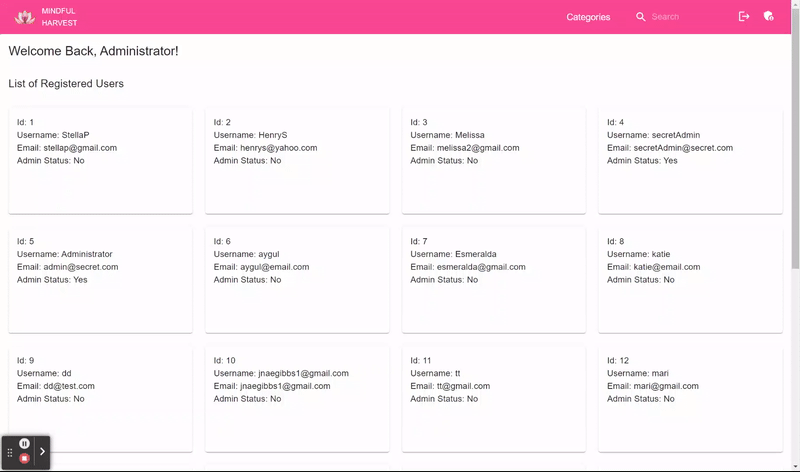 MINDFUL
HARVEST
Categories
Search
Welcome Back, Administrator!
List of Registered Users
Id: 1
Username: StellaP
Email: stellap@gmail.com
Admin Status: No
Id: 2
Username: HenryS
Email: henrys@yahoo.com
Admin Status: No
Id: 3
Username: Melissa
Email: melissa2@gmail.com
Admin Status: No
Id: 4
Username: secretAdmin
Email: secretAdmin@secret.com
Admin Status: Yes
Id: 5
Username: Administrator
Email: admin@secret.com
Admin Status: Yes
Id: 6
Username: aygul
Email: aygul@email.com
Admin Status: No
Id: 7
Username: Esmeralda
Email: esmeralda@gmail.com
Admin Status: No
Id: 8
Username: katie
Email: katie@email.com
Admin Status: No
Id: 9
Username: dd
Email: dd@test.com
Admin Status: No
Id: 10
Username: jnaegibbs1@gmail.com
Email: jnaegibbs1@gmail.com
Admin Status: No
Id: 11
Username: tt
Email: tt@gmail.com
Admin Status: No
Id: 12
Username: mari
Email: mari@gmail.com
Admin Status: No